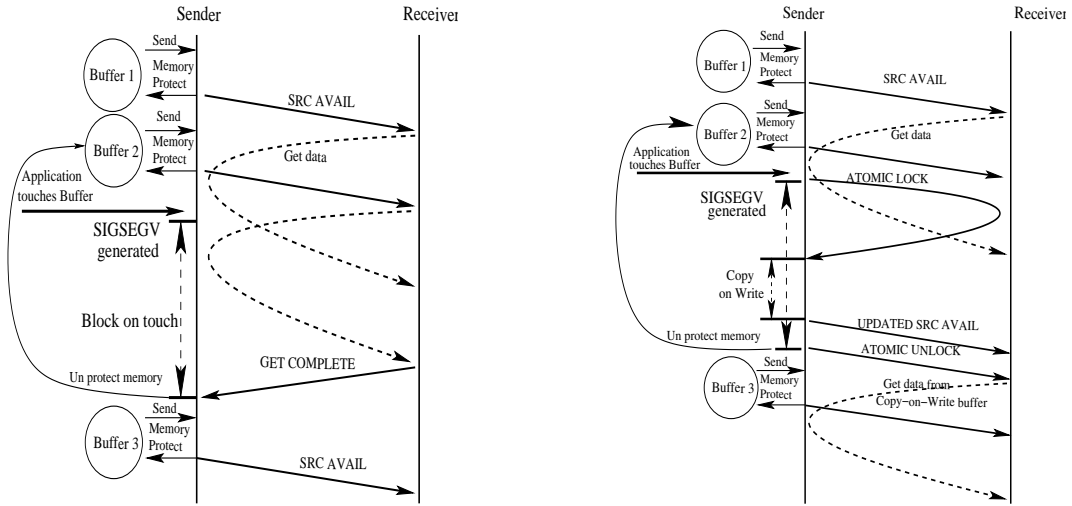 Sender
Receiver
Send
Buffer 1
Memory
Protect
SRC AVAIL
Send
Buffer 2
Memory
Protect
Get data
Application
touches Buffer
SIGSEGV
generated
Block on touch
GET COMPLETE
Un protect memory
Send
Buffer 3
Memory
Protect
SRC AVAIL
Sender
Receiver
Send
Buffer 1
Memory
Protect
SRC AVAIL
Send
Buffer 2
Memory
Protect
Get data
Application
touches Buffer
ATOMIC LOCK
SIGSEGV
generated
Copy
on Write
UPDATED SRC AVAIL
Un protect memory
ATOMIC UNLOCK
Send
Buffer 3
Memory
Protect
Get data from
Copy-on-Write buffer